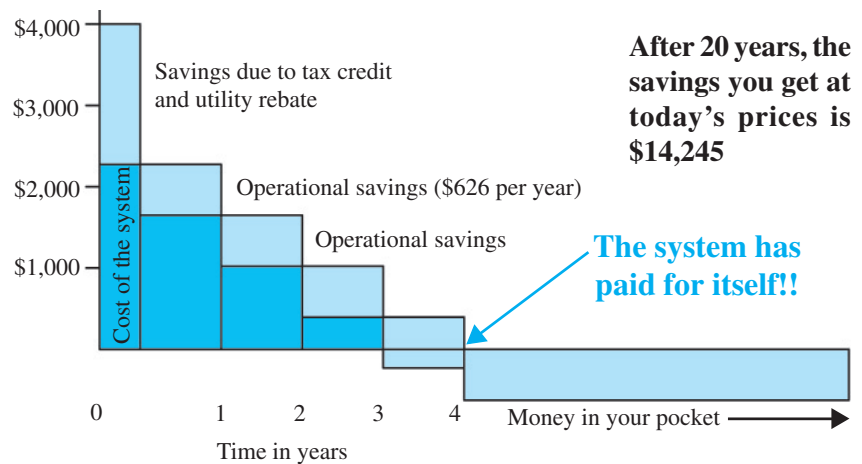 $4,000
$3,000
$2,000
$1,000
Cost of the system
Savings due to tax credit
and utility rebate
Operational savings ($626 per year)
Operational savings
After 20 years, the
savings you get at
today's prices is
$14,245
The system has
paid for itself!!
0 1 2 3 4
Money in your pocket
Time in years